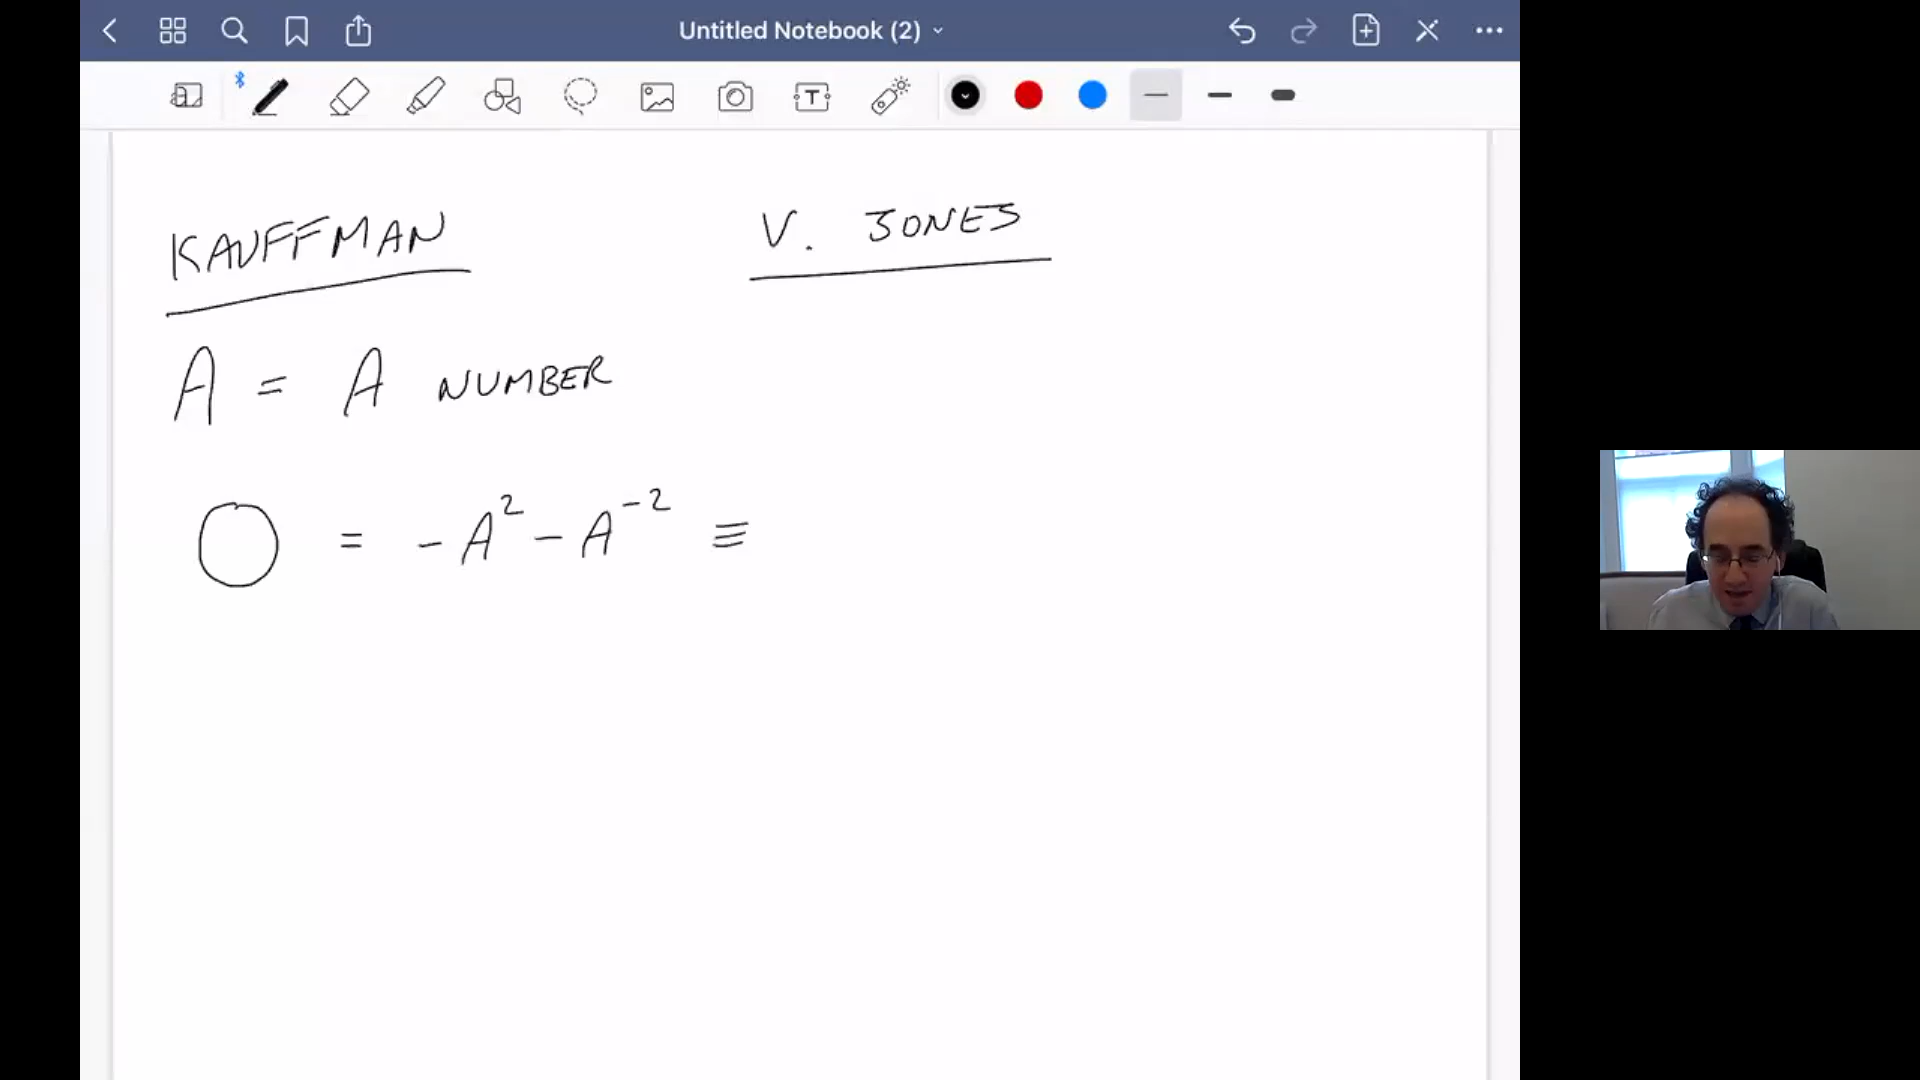 Untitled Notebook (2)
T
KAUFFMAN
V. JONES
A = A NUMBER
◯ = -A² - A⁻² ≡